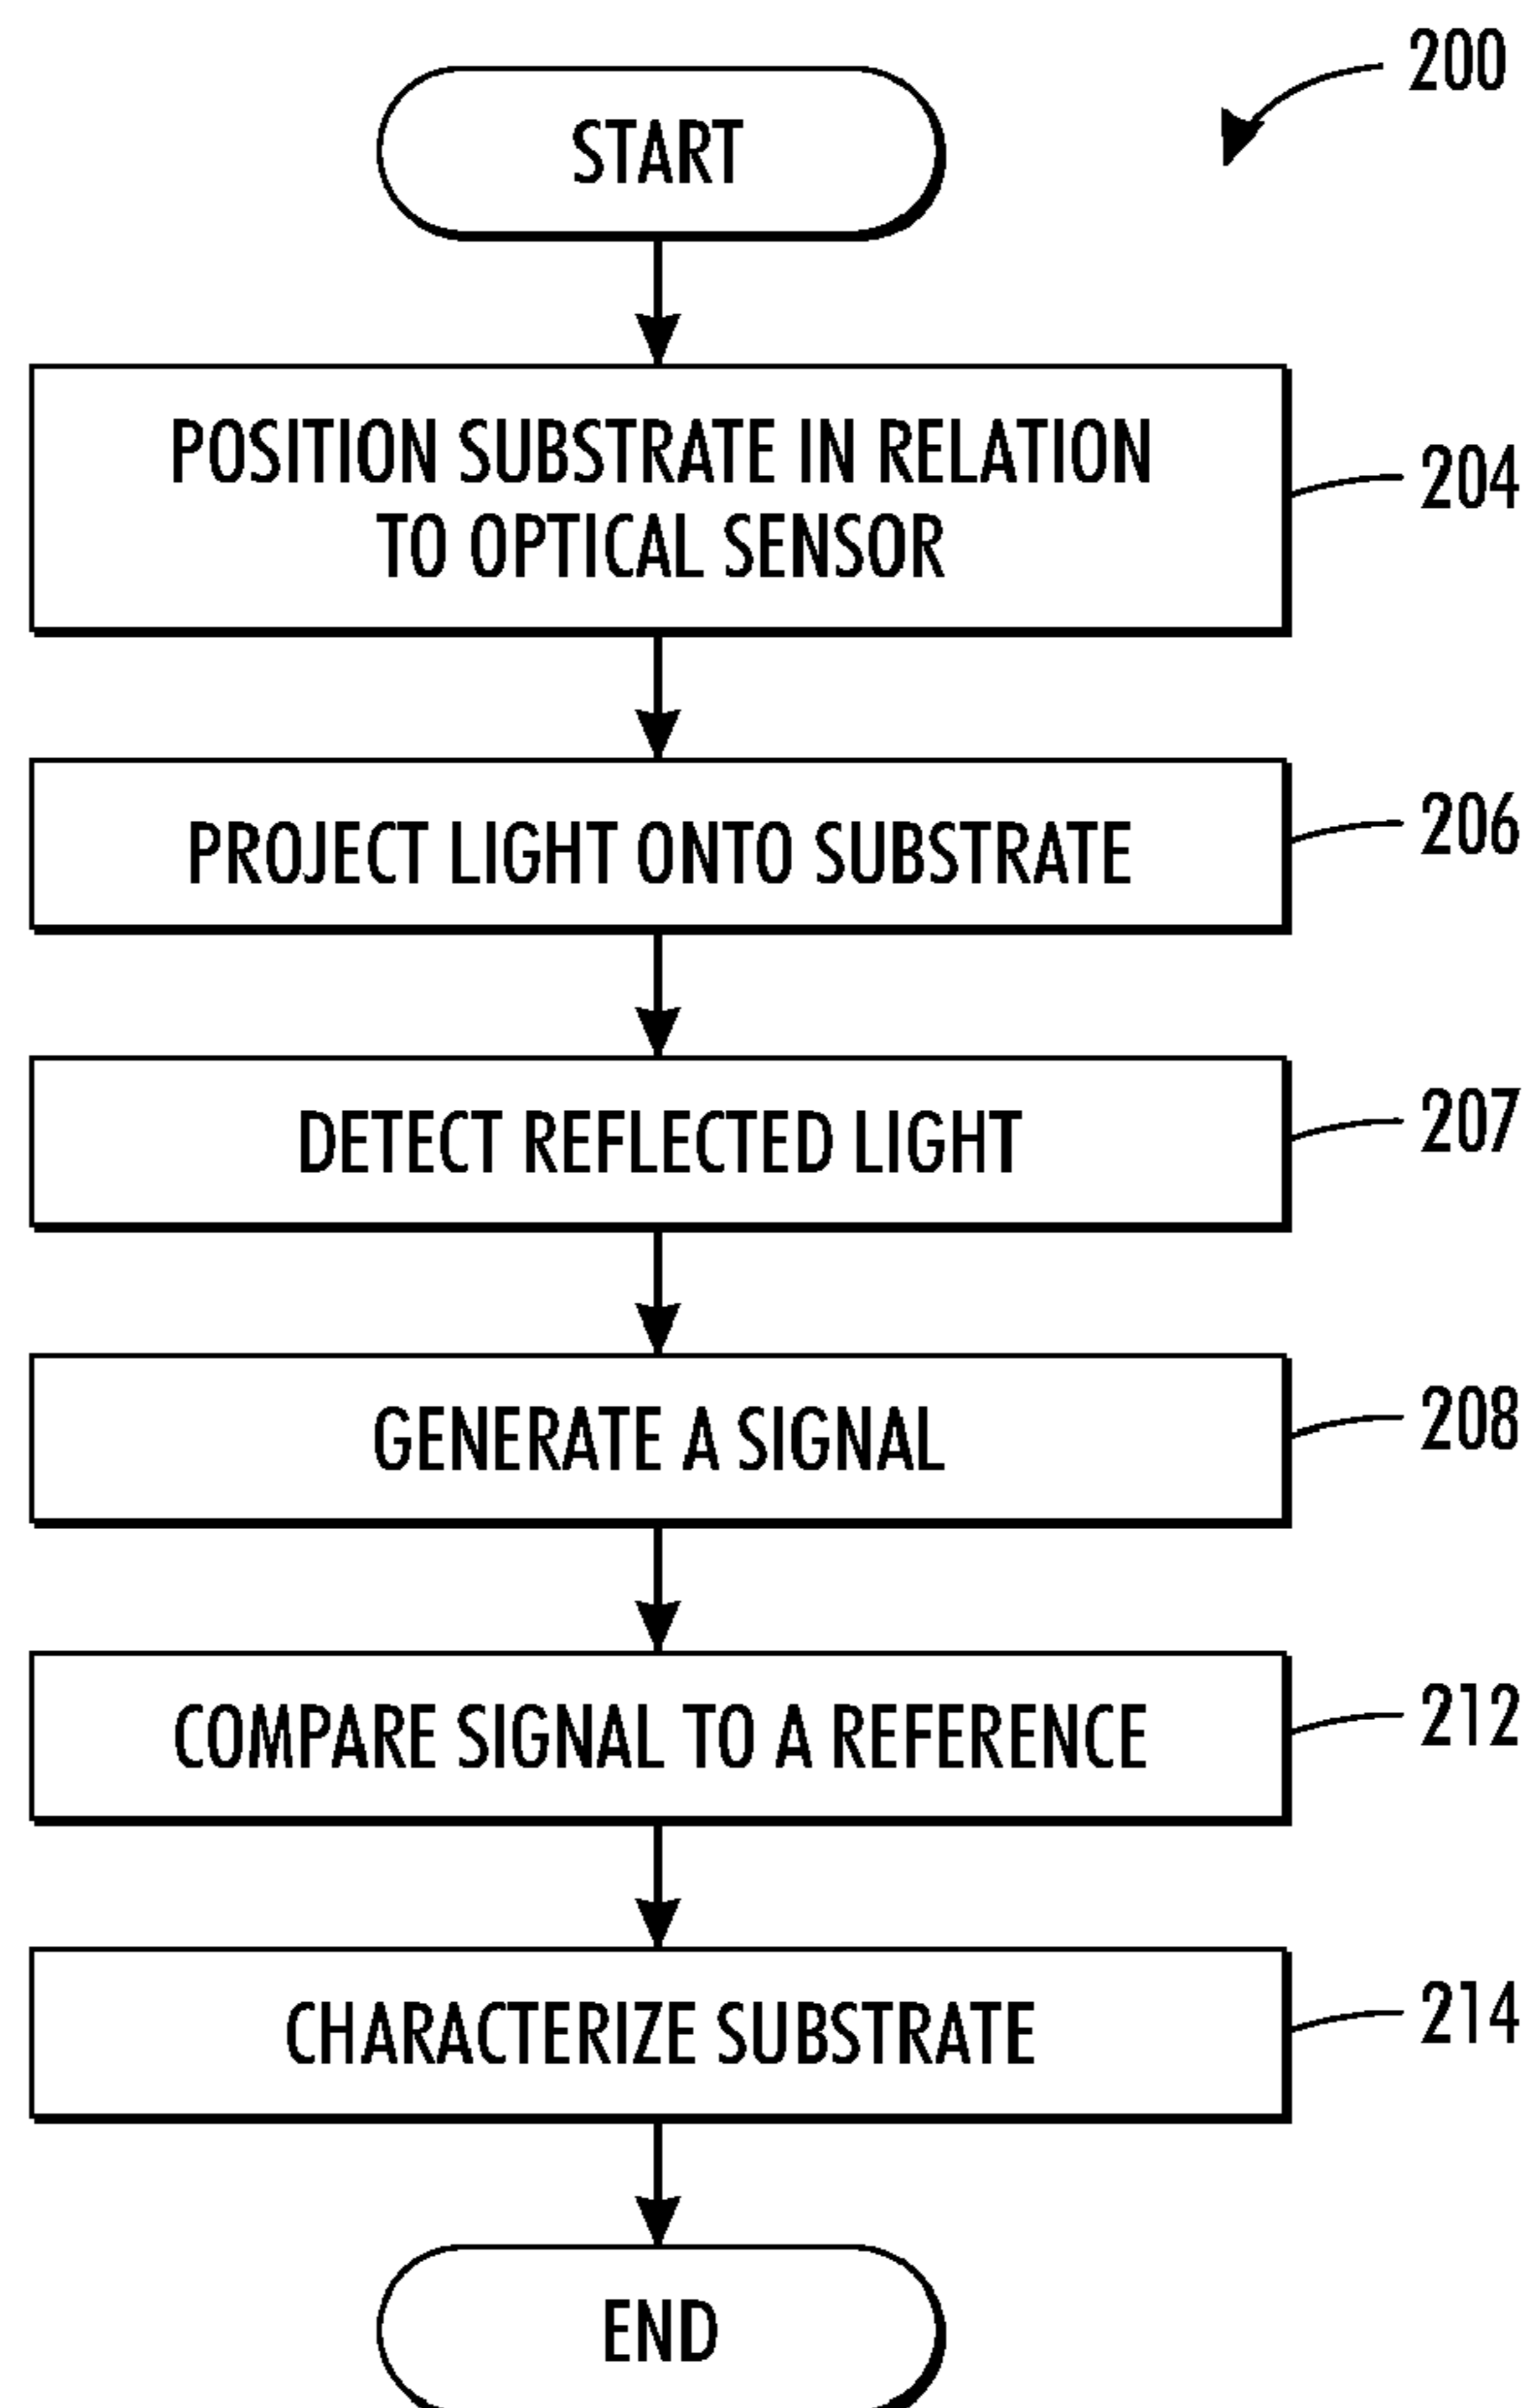 200
START
POSITION SUBSTRATE IN RELATION
TO OPTICAL SENSOR
204
PROJECT LIGHT ONTO SUBSTRATE
206
DETECT REFLECTED LIGHT
207
GENERATE A SIGNAL
208
COMPARE SIGNAL TO A REFERENCE
212
CHARACTERIZE SUBSTRATE
214
END